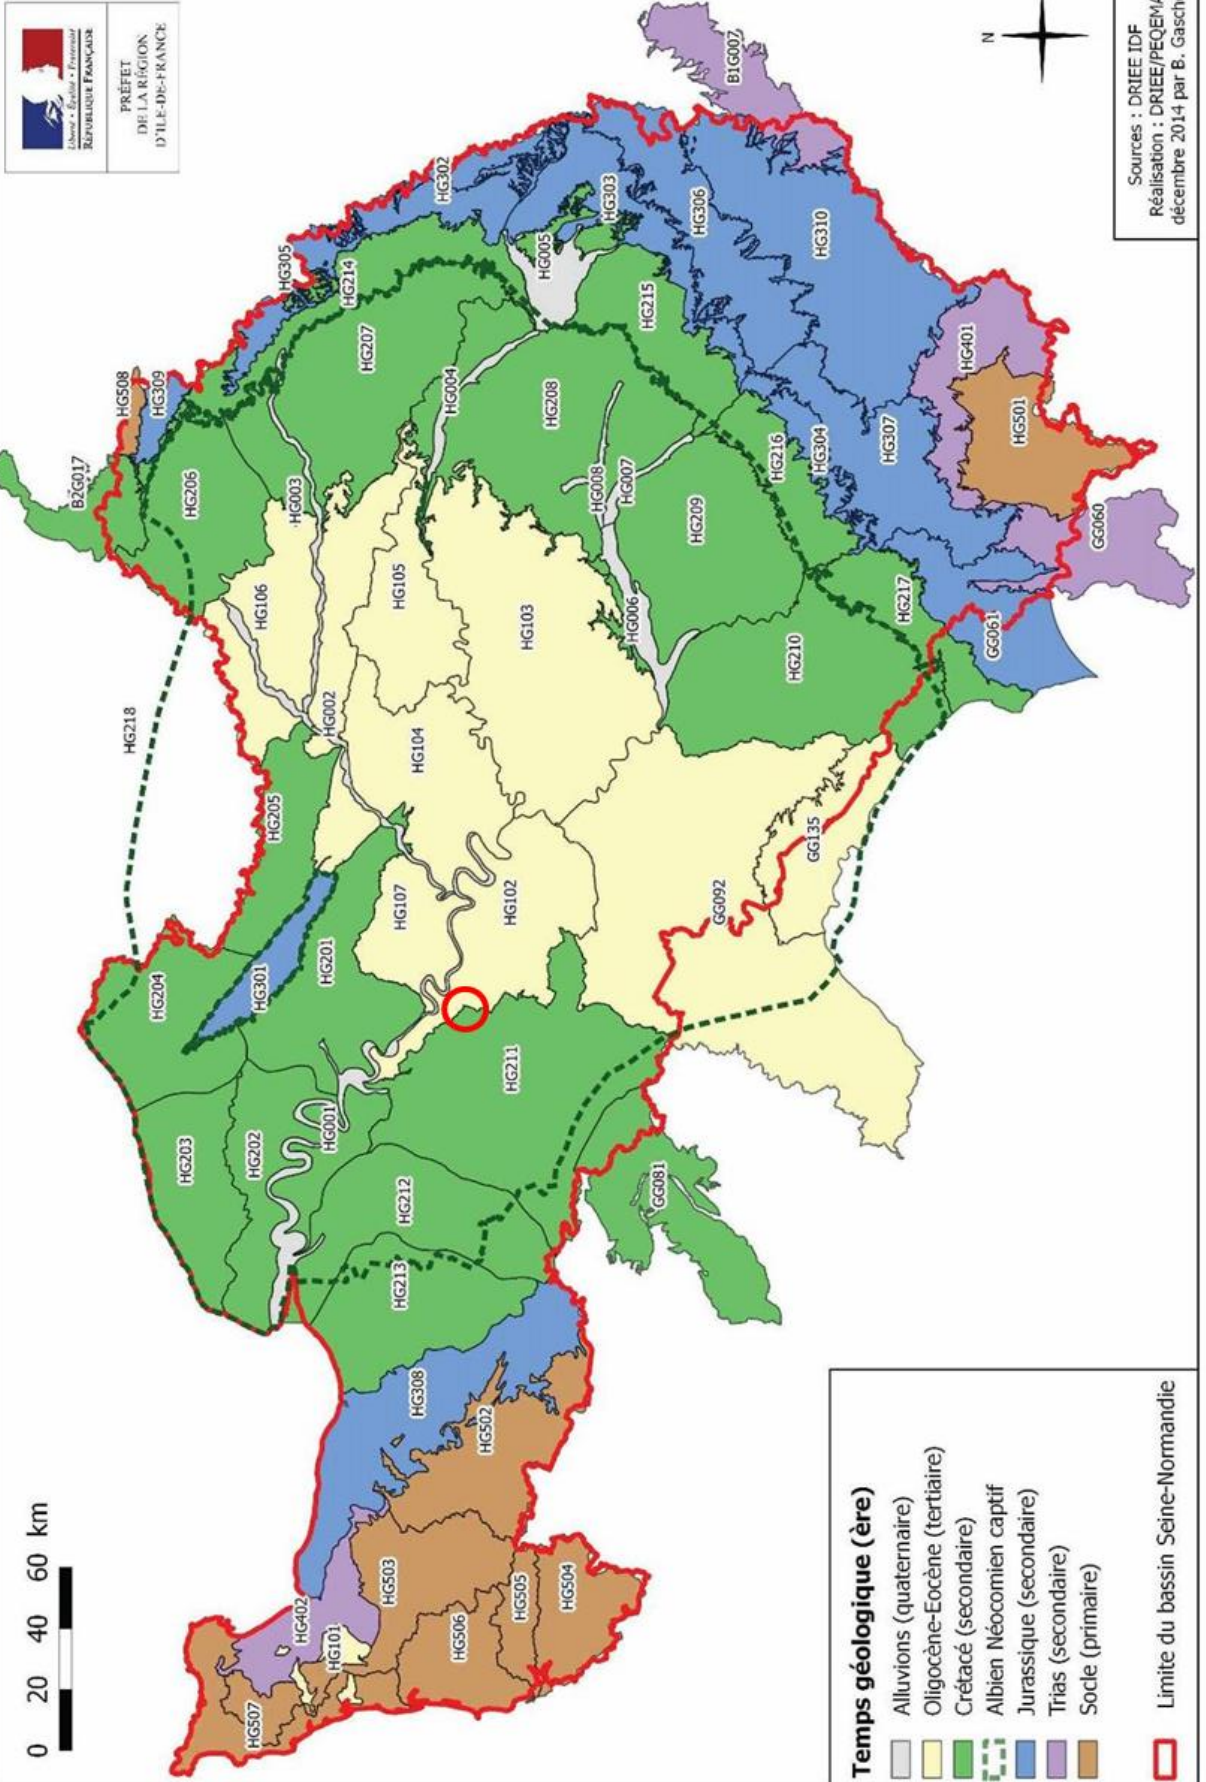 0 20 40 60 km
Liberté • Égalité • Fraternité
RÉPUBLIQUE FRANÇAISE
PRÉFET
DE LA RÉGION
D'ILE-DE-FRANCE
B2G017
HG508
HG218
HG309
HG204
HG203
HG206
HG507
HG202
HG301
HG106
HG205
HG305
HG003
HG402
HG201
HG001
HG002
HG101
HG214
HG207
HG503
HG107
HG105
HG213
HG212
HG308
HG104
HG302
HG004
HG506
HG502
HG211
HG102
HG103
HG505
HG005
HG208
HG504
HG008
HG303
HG007
HG006
HG215
GG081
HG209
HG306
GG092
B1G007
HG216
HG210
GG135
HG304
HG310
HG307
HG217
HG401
GG061
HG501
GG060
N
Temps géologique (ère)
Alluvions (quaternaire)
Oligocène-Eocène (tertiaire)
Crétacé (secondaire)
Albien Néocomien captif
Jurassique (secondaire)
Trias (secondaire)
Socle (primaire)
Limite du bassin Seine-Normandie
Sources : DRIEE IDF
Réalisation : DRIEE/PEQEMA
décembre 2014 par B. Gasch